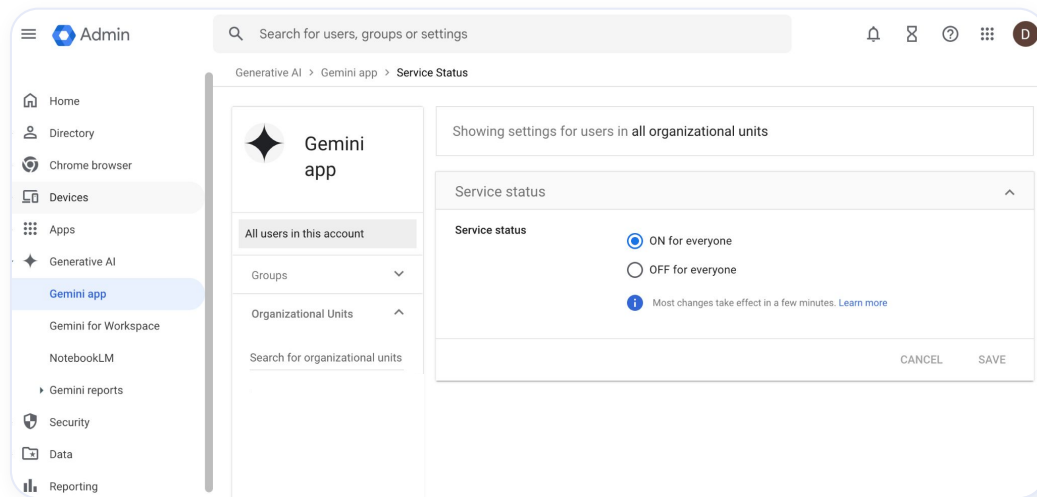 Admin
Search for users, groups or settings
D
Generative AI > Gemini app > Service Status
Home
Directory
Chrome browser
Devices
Apps
Generative AI
Gemini app
Gemini for Workspace
NotebookLM
Gemini reports
Security
Data
Reporting
Gemini
app
All users in this account
Groups
Organizational Units
Search for organizational units
Showing settings for users in all organizational units
Service status
Service status
ON for everyone
OFF for everyone
Most changes take effect in a few minutes. Learn more
CANCEL SAVE